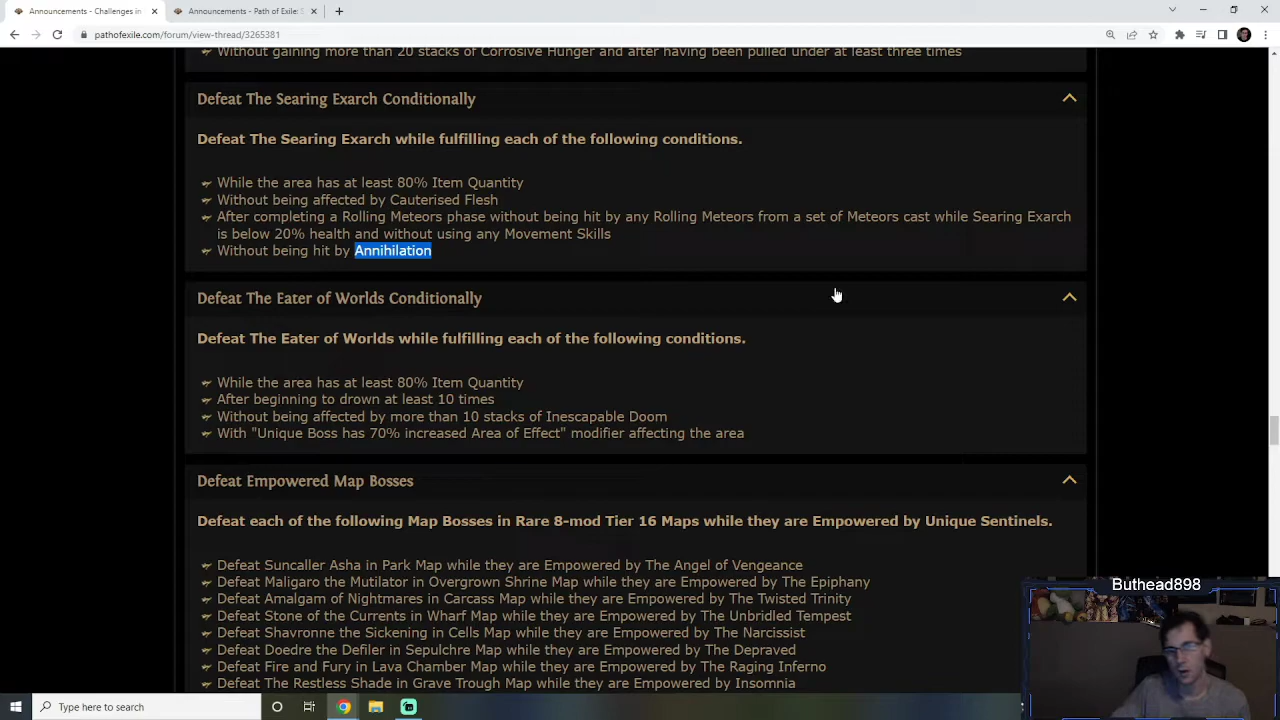 Announcements - Challenges in
Announcements - Path of Exile: S
pathofexile.com/forum/view-thread/3265381
Without gaining more than 20 stacks of Corrosive Hunger and after having been pulled under at least three times
Defeat The Searing Exarch Conditionally
Defeat The Searing Exarch while fulfilling each of the following conditions.
While the area has at least 80% Item Quantity
Without being affected by Cauterised Flesh
After completing a Rolling Meteors phase without being hit by any Rolling Meteors from a set of Meteors cast while Searing Exarch
is below 20% health and without using any Movement Skills
Without being hit by Annihilation
Defeat The Eater of Worlds Conditionally
Defeat The Eater of Worlds while fulfilling each of the following conditions.
While the area has at least 80% Item Quantity
After beginning to drown at least 10 times
Without being affected by more than 10 stacks of Inescapable Doom
With "Unique Boss has 70% increased Area of Effect" modifier affecting the area
Defeat Empowered Map Bosses
Defeat each of the following Map Bosses in Rare 8-mod Tier 16 Maps while they are Empowered by Unique Sentinels.
Defeat Suncaller Asha in Park Map while they are Empowered by The Angel of Vengeance
Defeat Maligaro the Mutilator in Overgrown Shrine Map while they are Empowered by The Epiphany
Defeat Amalgam of Nightmares in Carcass Map while they are Empowered by The Twisted Trinity
Defeat Stone of the Currents in Wharf Map while they are Empowered by The Unbridled Tempest
Defeat Shavronne the Sickening in Cells Map while they are Empowered by The Narcissist
Defeat Doedre the Defiler in Sepulchre Map while they are Empowered by The Depraved
Defeat Fire and Fury in Lava Chamber Map while they are Empowered by The Raging Inferno
Defeat The Restless Shade in Grave Trough Map while they are Empowered by Insomnia
Buthead898
Type here to search